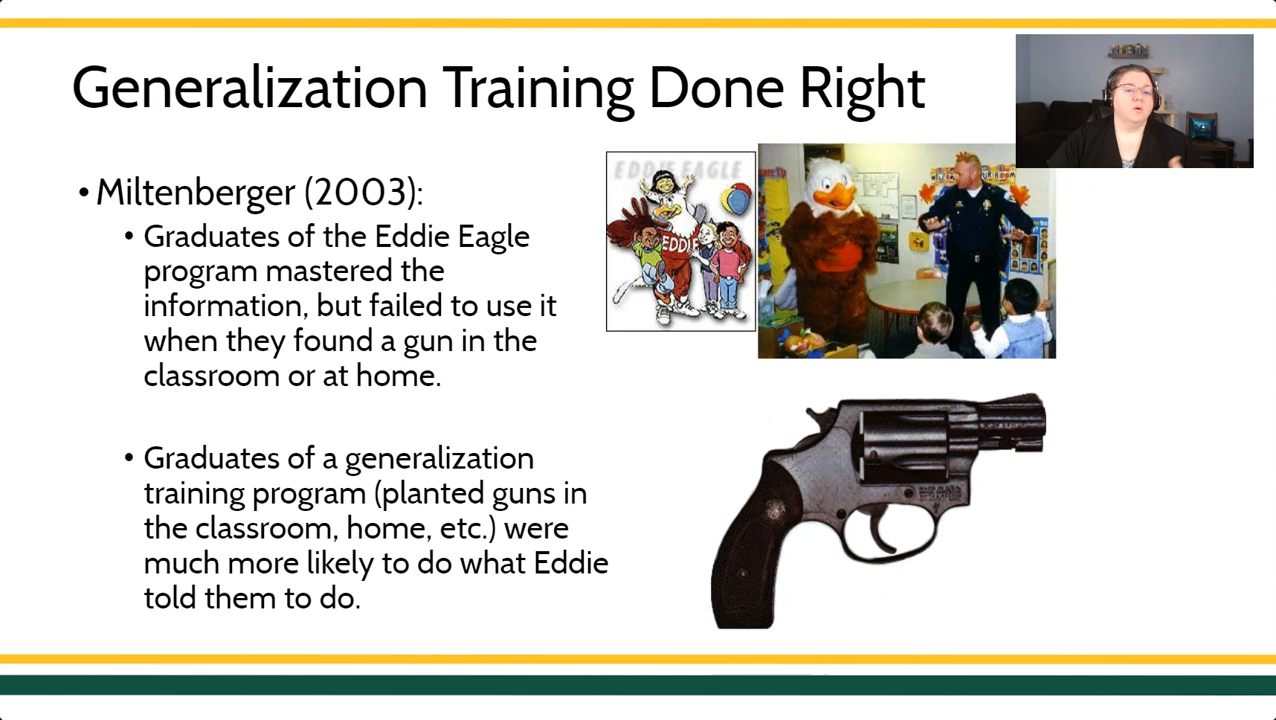 Generalization Training Done Right
• Miltenberger (2003):
• Graduates of the Eddie Eagle
program mastered the
information, but failed to use it
when they found a gun in the
classroom or at home.
• Graduates of a generalization
training program (planted guns in
the classroom, home, etc.) were
much more likely to do what Eddie
told them to do.
EDDIE EAGLE
EDDIE
MADE IN U.S.A.